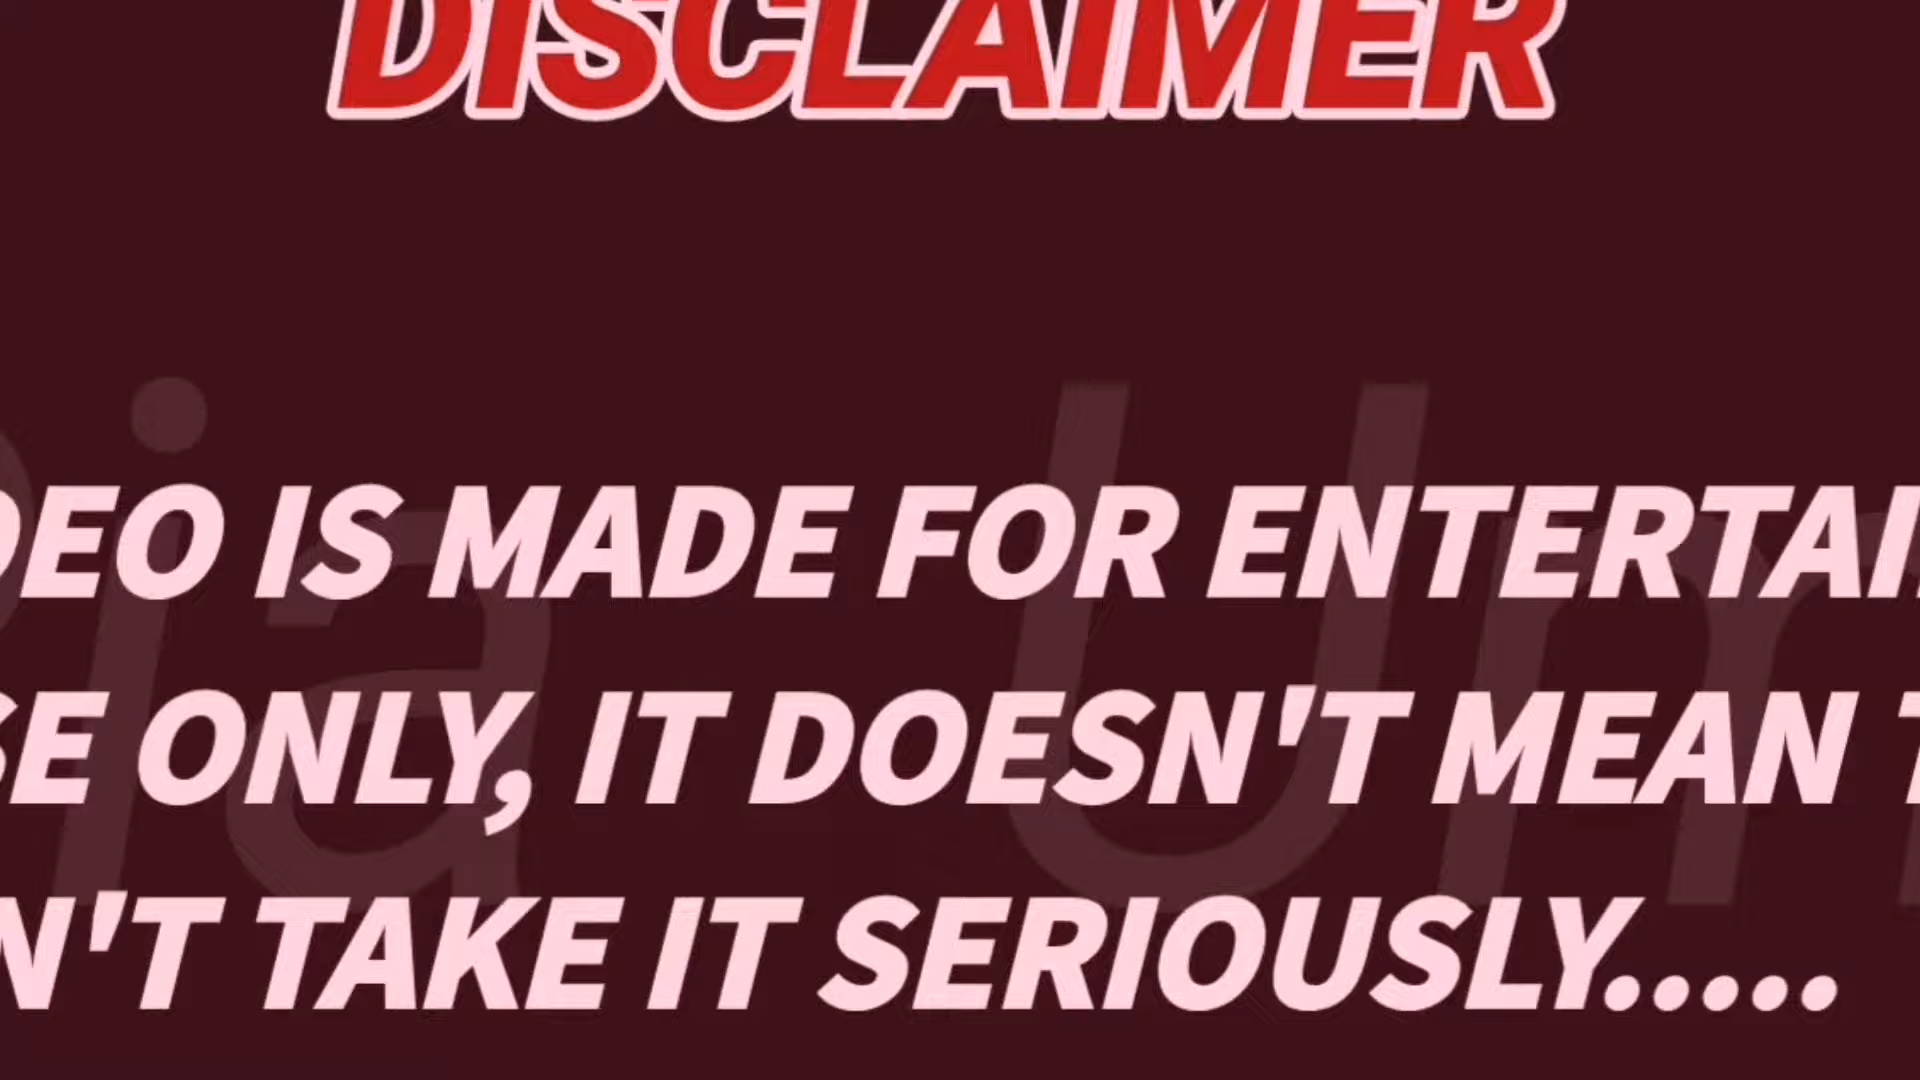 DISCLAIMER
DEO IS MADE FOR ENTERTAI
SE ONLY, IT DOESN'T MEAN T
N'T TAKE IT SERIOUSLY.....